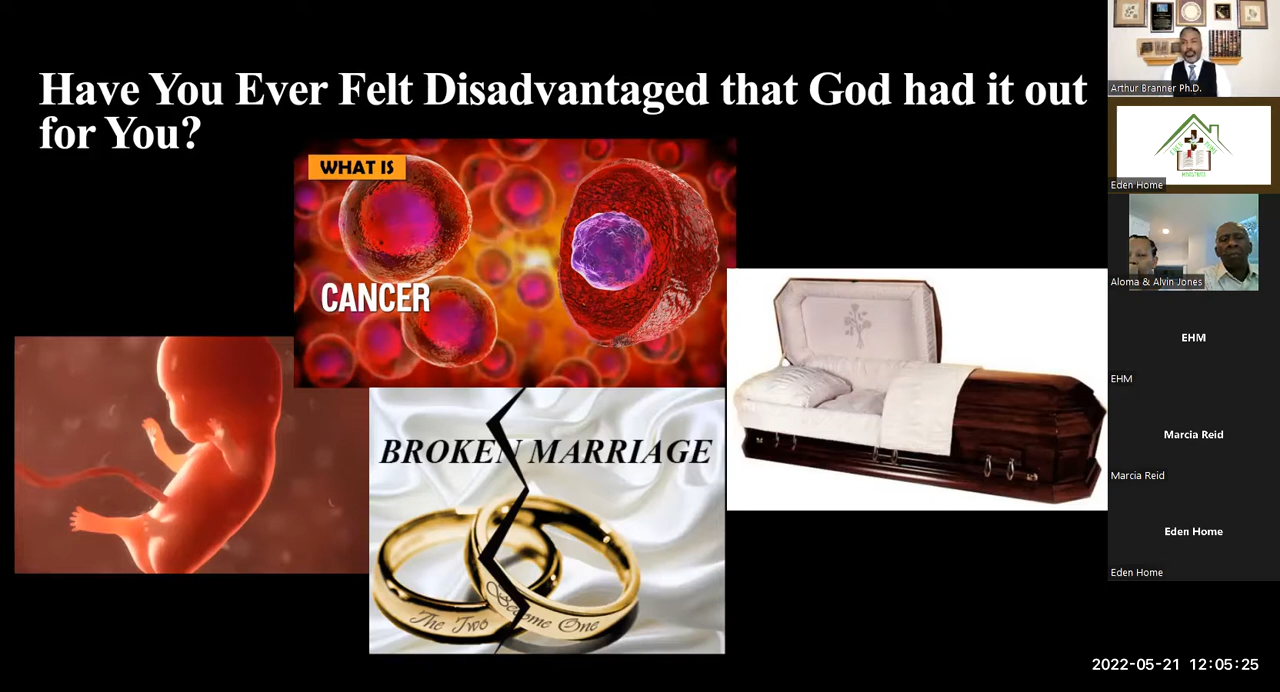 Have You Ever Felt Disadvantaged that God had it out
for You?
WHAT IS
CANCER
BROKEN MARRIAGE
The Two Become One
Arthur Branner Ph.D.
MINISTRIES
Eden Home
Aloma & Alvin Jones
EHM
EHM
Marcia Reid
Marcia Reid
Eden Home
Eden Home
2022-05-21 12:05:25